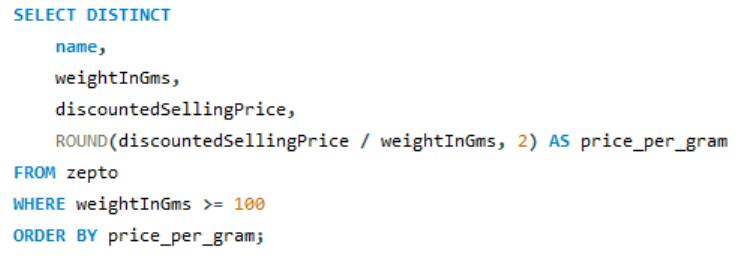 SELECT DISTINCT
    name,
    weightInGms,
    discountedSellingPrice,
    ROUND(discountedSellingPrice / weightInGms, 2) AS price_per_gram
FROM zepto
WHERE weightInGms >= 100
ORDER BY price_per_gram;